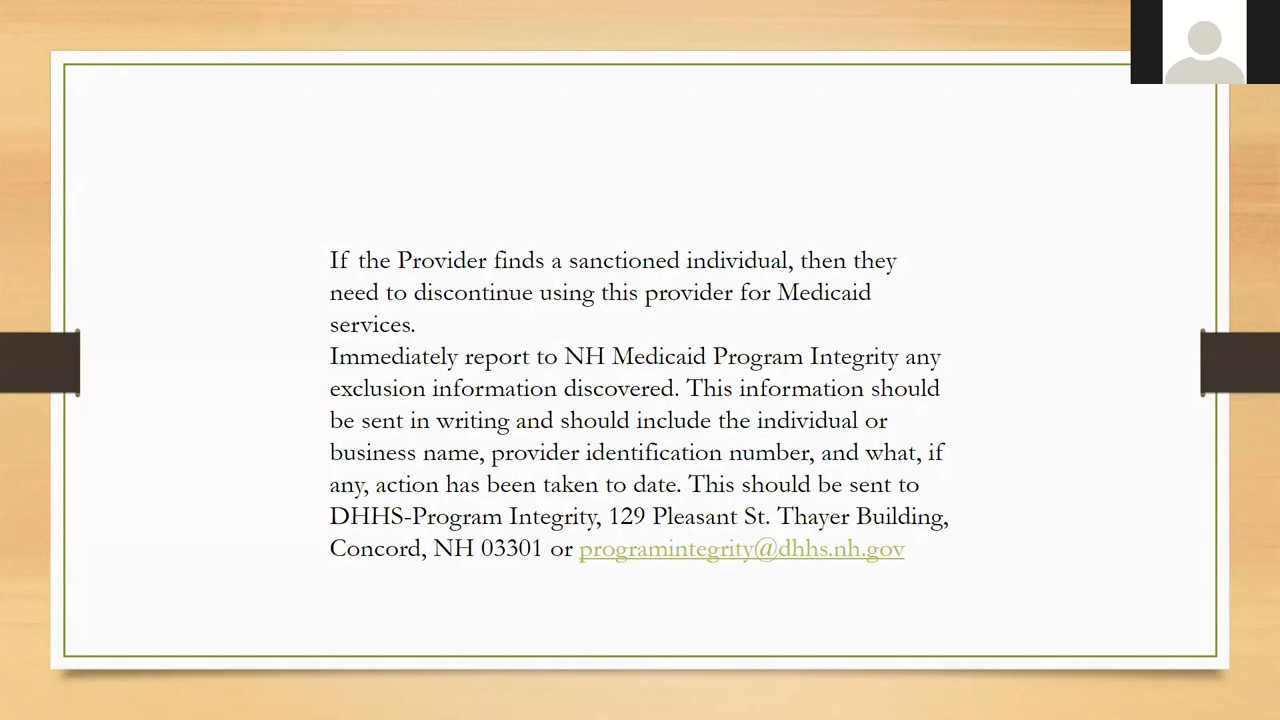 If the Provider finds a sanctioned individual, then they
need to discontinue using this provider for Medicaid
services.
Immediately report to NH Medicaid Program Integrity any
exclusion information discovered. This information should
be sent in writing and should include the individual or
business name, provider identification number, and what, if
any, action has been taken to date. This should be sent to
DHHS-Program Integrity, 129 Pleasant St. Thayer Building,
Concord, NH 03301 or programintegrity@dhhs.nh.gov